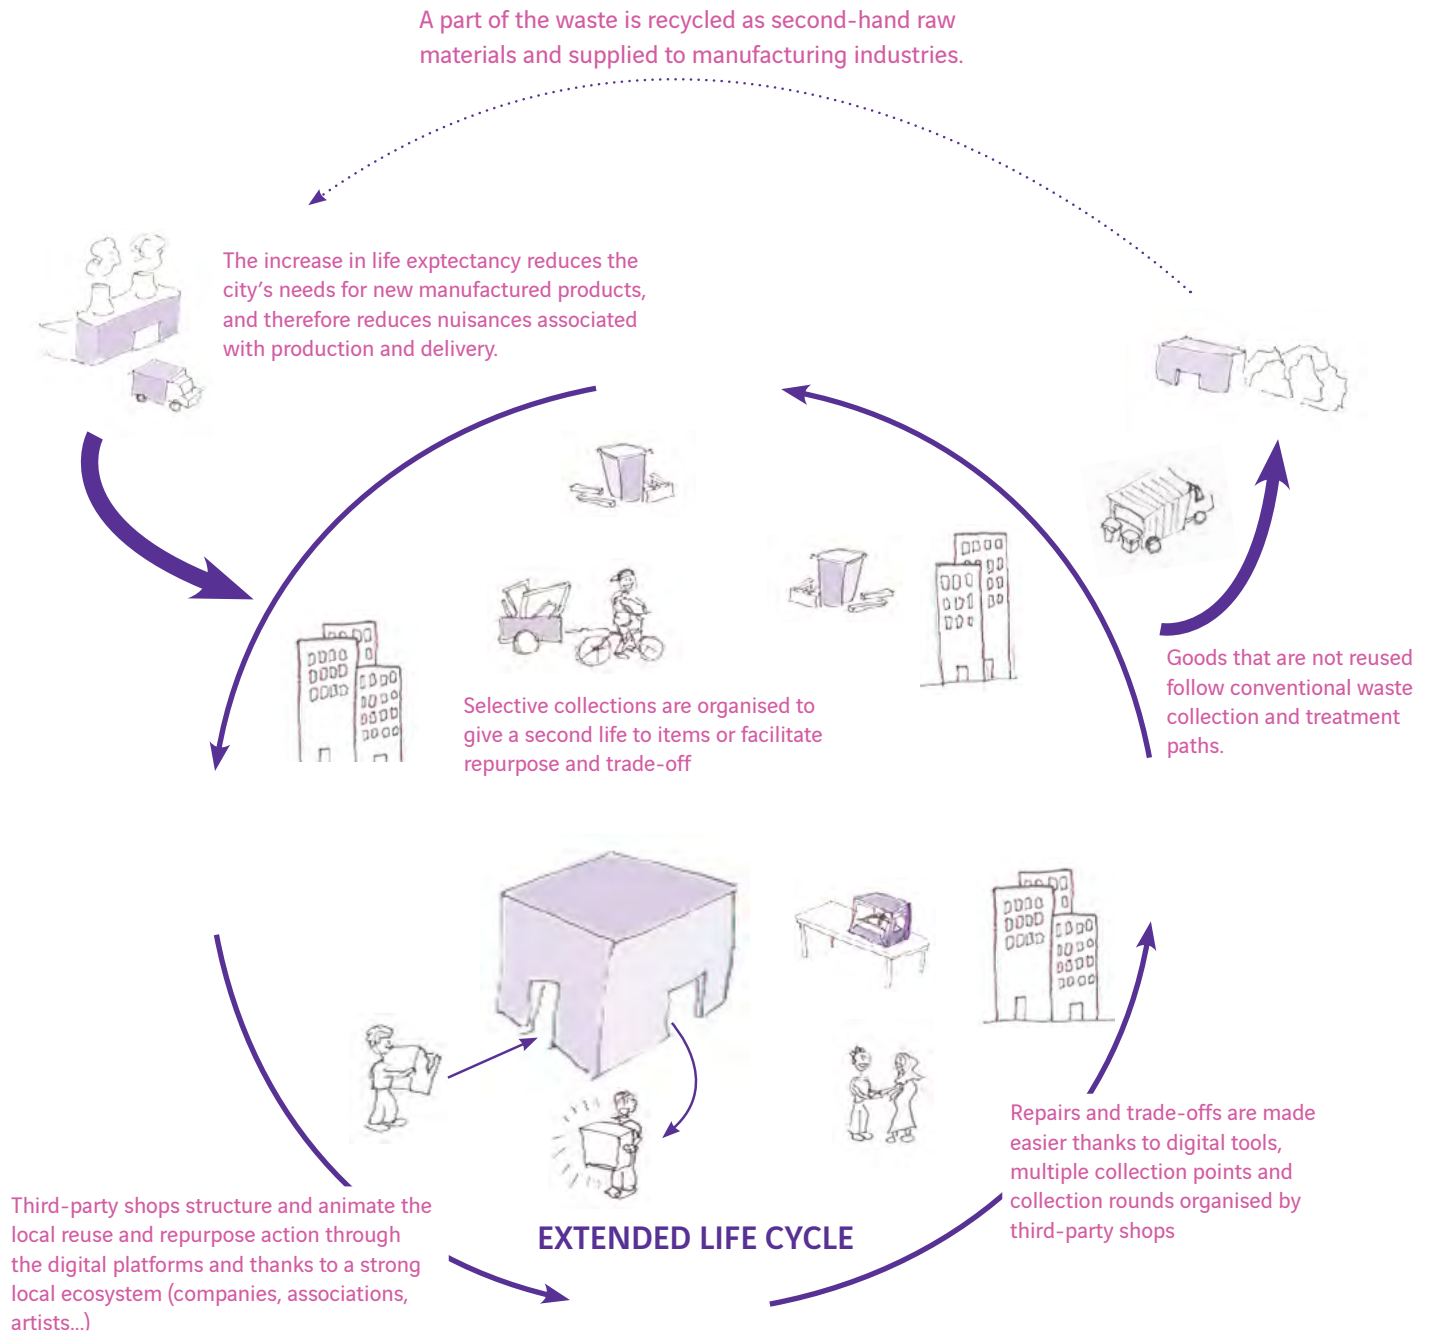 A part of the waste is recycled as second-hand raw
materials and supplied to manufacturing industries.
The increase in life exptectancy reduces the
city's needs for new manufactured products,
and therefore reduces nuisances associated
with production and delivery.
Goods that are not reused
follow conventional waste
collection and treatment
paths.
Selective collections are organised to
give a second life to items or facilitate
repurpose and trade-off
Repairs and trade-offs are made
easier thanks to digital tools,
multiple collection points and
collection rounds organised by
third-party shops
Third-party shops structure and animate the
local reuse and repurpose action through
the digital platforms and thanks to a strong
local ecosystem (companies, associations,
artists...)
EXTENDED LIFE CYCLE